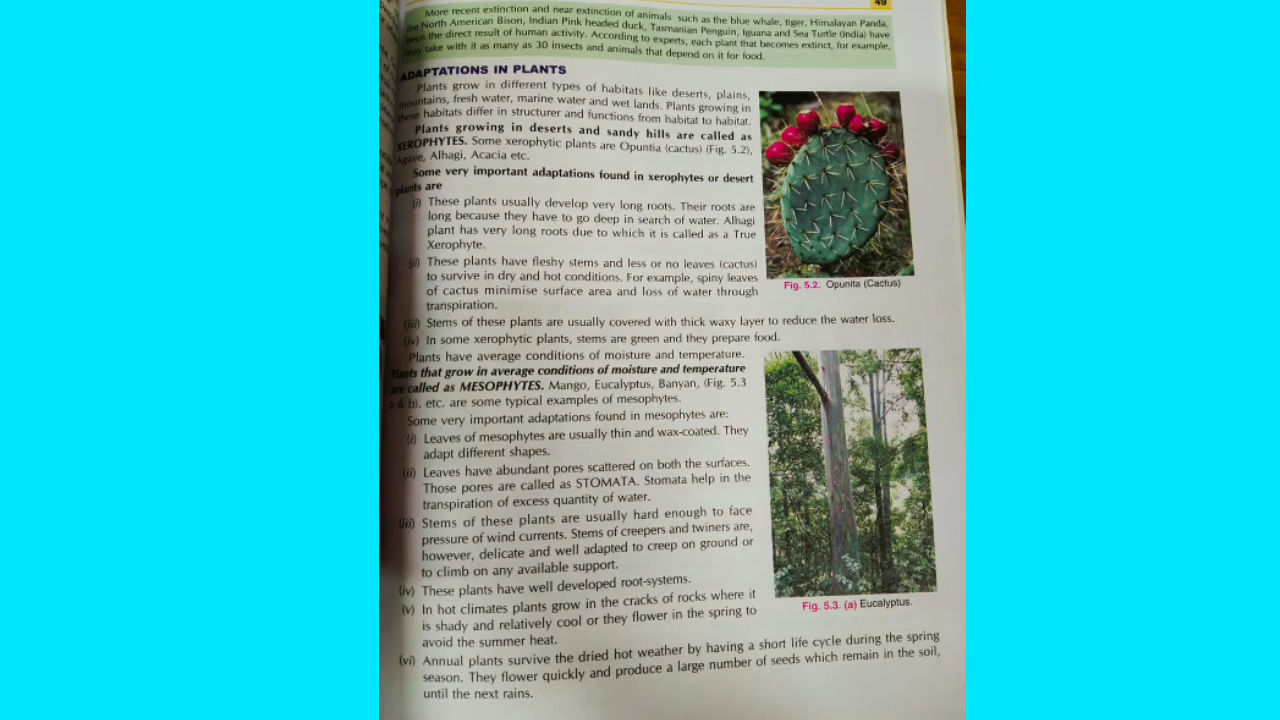 49
More recent extinction and near extinction of animals such as the blue whale, tiger, Himalayan Panda,
the North American Bison, Indian Pink headed duck, Tasmanian Penguin, Iguana and Sea Turtle (India) have
been the direct result of human activity. According to experts, each plant that becomes extinct, for example,
may take with it as many as 30 insects and animals that depend on it for food.
ADAPTATIONS IN PLANTS
Plants grow in different types of habitats like deserts, plains,
mountains, fresh water, marine water and wet lands. Plants growing in
these habitats differ in structurer and functions from habitat to habitat.
Plants growing in deserts and sandy hills are called as
XEROPHYTES. Some xerophytic plants are Opuntia (cactus) (Fig. 5.2),
Agave, Alhagi, Acacia etc.
Some very important adaptations found in xerophytes or desert
plants are
(i) These plants usually develop very long roots. Their roots are
long because they have to go deep in search of water. Alhagi
plant has very long roots due to which it is called as a True
Xerophyte.
(ii) These plants have fleshy stems and less or no leaves (cactus)
to survive in dry and hot conditions. For example, spiny leaves
of cactus minimise surface area and loss of water through
transpiration.
Fig. 5.2. Opunita (Cactus)
(iii) Stems of these plants are usually covered with thick waxy layer to reduce the water loss.
(iv) In some xerophytic plants, stems are green and they prepare food.
Plants have average conditions of moisture and temperature.
Plants that grow in average conditions of moisture and temperature
are called as MESOPHYTES. Mango, Eucalyptus, Banyan, (Fig. 5.3
a & b). etc. are some typical examples of mesophytes.
Some very important adaptations found in mesophytes are:
(i) Leaves of mesophytes are usually thin and wax-coated. They
adapt different shapes.
(ii) Leaves have abundant pores scattered on both the surfaces.
Those pores are called as STOMATA. Stomata help in the
transpiration of excess quantity of water.
(iii) Stems of these plants are usually hard enough to face
pressure of wind currents. Stems of creepers and twiners are,
however, delicate and well adapted to creep on ground or
to climb on any available support.
(iv) These plants have well developed root-systems.
(v) In hot climates plants grow in the cracks of rocks where it
is shady and relatively cool or they flower in the spring to
avoid the summer heat.
Fig. 5.3. (a) Eucalyptus.
(vi) Annual plants survive the dried hot weather by having a short life cycle during the spring
season. They flower quickly and produce a large number of seeds which remain in the soil,
until the next rains.